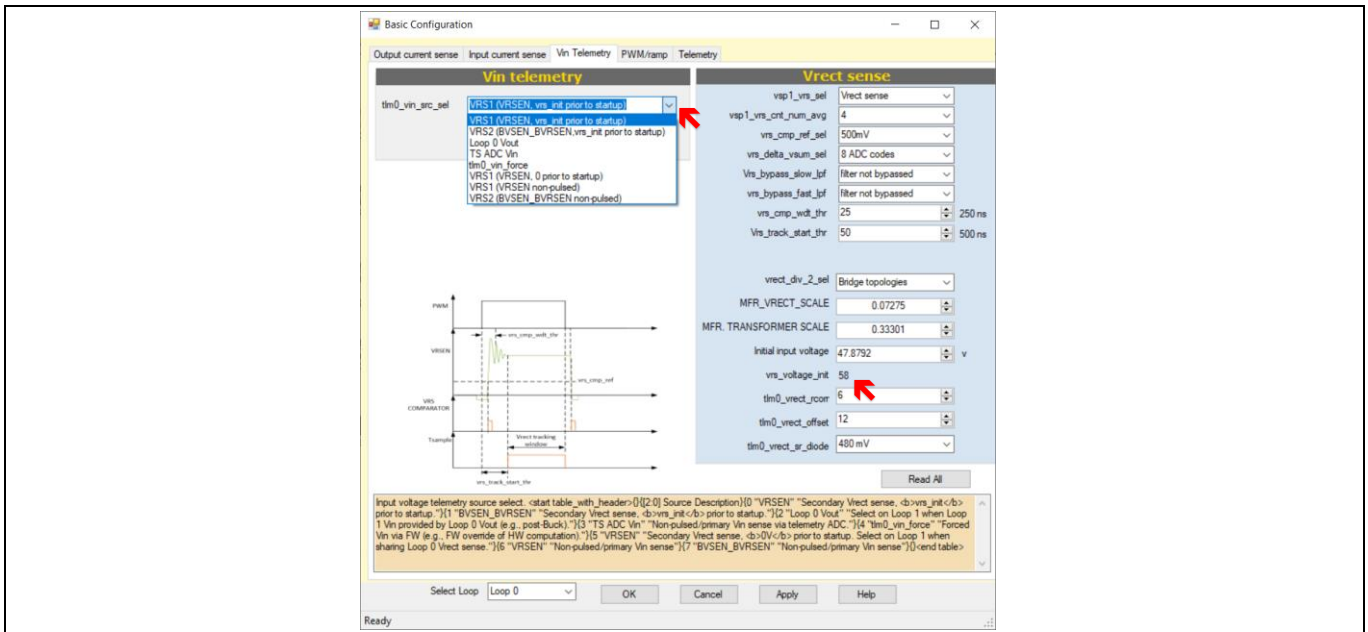 Basic Configuration
Output current sense Input current sense Vin Telemetry PWM/ramp Telemetry
Vin telemetry
tlm0_vin_src_sel VRS1 (VRSEN, vrs_init prior to startup)
VRS1 (VRSEN, vrs_init prior to startup)
VRS2 (BVSEN_BVRSEN,vrs_init prior to startup)
Loop 0 Vout
TS ADC Vin
tlm0_vin_force
VRS1 (VRSEN, 0 prior to startup)
VRS1 (VRSEN non-pulsed)
VRS2 (BVSEN_BVRSEN non-pulsed)
PWM
vrs_cmp_wdt_thr
VRSEN
vrs_cmp_ref
VRS
COMPARATOR
Tsample
Vrect tracking
window
vrs_track_start_thr
Vrect sense
vsp1_vrs_sel Vrect sense
vsp1_vrs_cnt_num_avg 4
vrs_cmp_ref_sel 500mV
vrs_delta_vsum_sel 8 ADC codes
Vrs_bypass_slow_lpf filter not bypassed
vrs_bypass_fast_lpf filter not bypassed
vrs_cmp_wdt_thr 25 250 ns
Vrs_track_start_thr 50 500 ns
vrect_div_2_sel Bridge topologies
MFR_VRECT_SCALE 0.07275
MFR. TRANSFORMER SCALE 0.33301
Initial input voltage 47.8792 v
vrs_voltage_init 58
tlm0_vrect_rcorr 6
tlm0_vrect_offset 12
tlm0_vrect_sr_diode 480 mV
Read All
Input voltage telemetry source select. <start table_with_header>{}{[2:0] Source Description}{0 "VRSEN" "Secondary Vrect sense, <b>vrs_init</b>
prior to startup."}{1 "BVSEN_BVRSEN" "Secondary Vrect sense, <b>vrs_init</b> prior to startup."}{2 "Loop 0 Vout" "Select on Loop 1 when Loop
1 Vin provided by Loop 0 Vout (e.g., post-Buck)."}{3 "TS ADC Vin" "Non-pulsed/primary Vin sense via telemetry ADC."}{4 "tlm0_vin_force" "Forced
Vin via FW (e.g., FW override of HW computation)."}{5 "VRSEN" "Secondary Vrect sense, <b>0V</b> prior to startup. Select on Loop 1 when
sharing Loop 0 Vrect sense."}{6 "VRSEN" "Non-pulsed/primary Vin sense"}{7 "BVSEN_BVRSEN" "Non-pulsed/primary Vin sense"}{}<end table>
Select Loop Loop 0 OK Cancel Apply Help
Ready